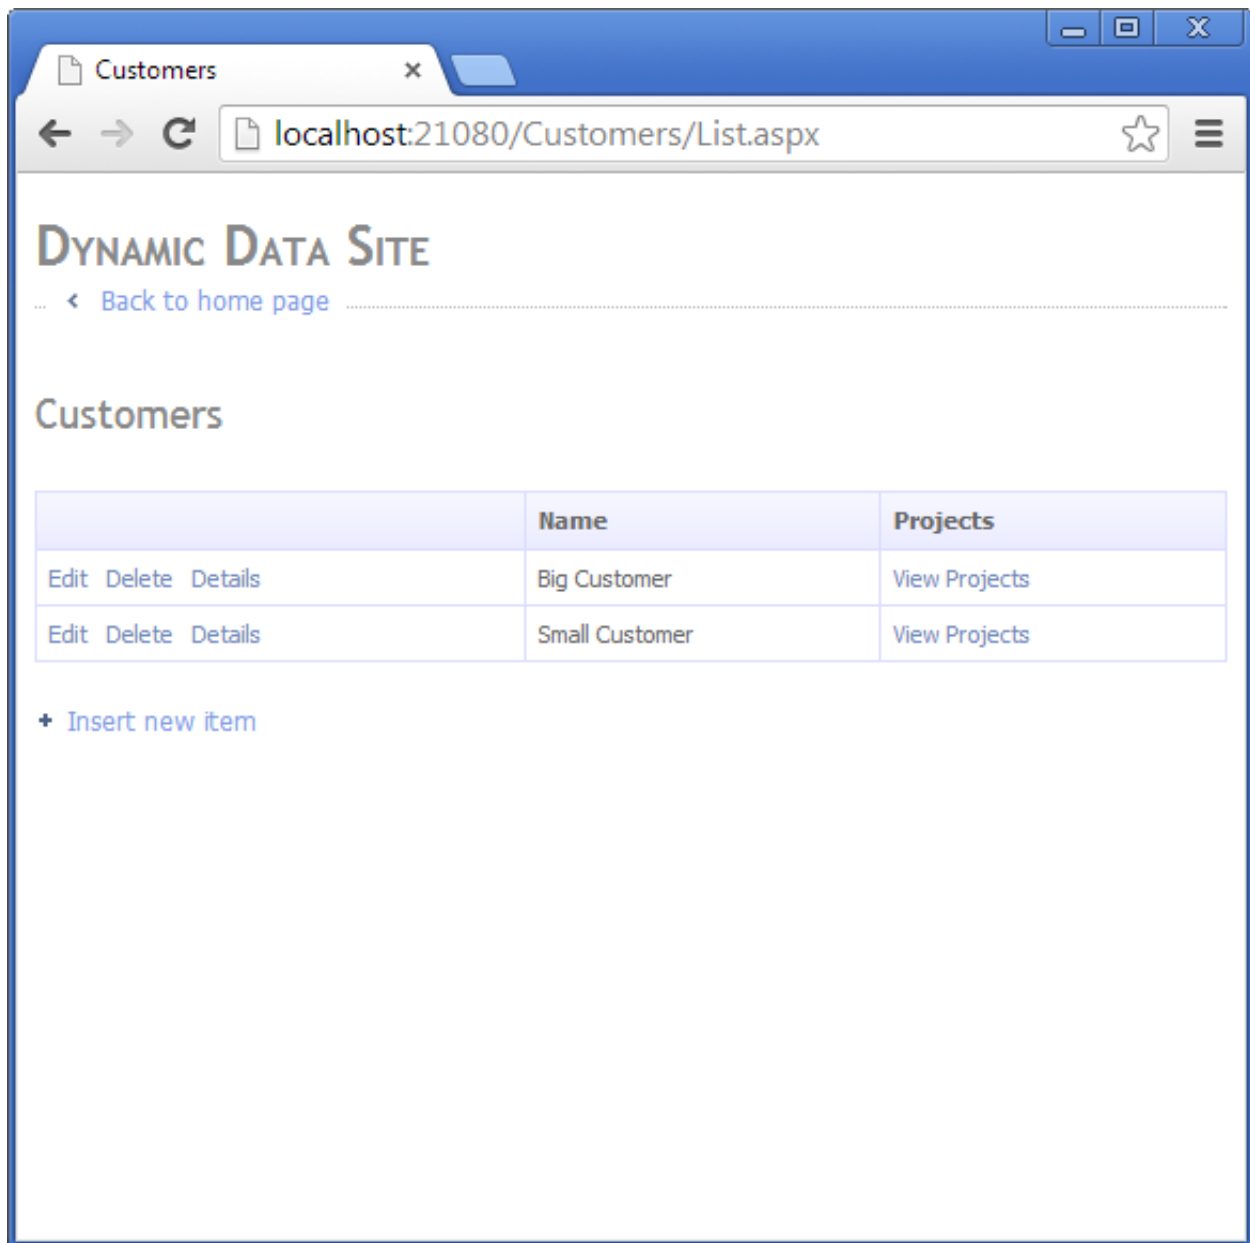 Customers
localhost:21080/Customers/List.aspx
Dynamic Data Site
Back to home page
Customers
Name Projects
Edit Delete Details Big Customer View Projects
Edit Delete Details Small Customer View Projects
Insert new item